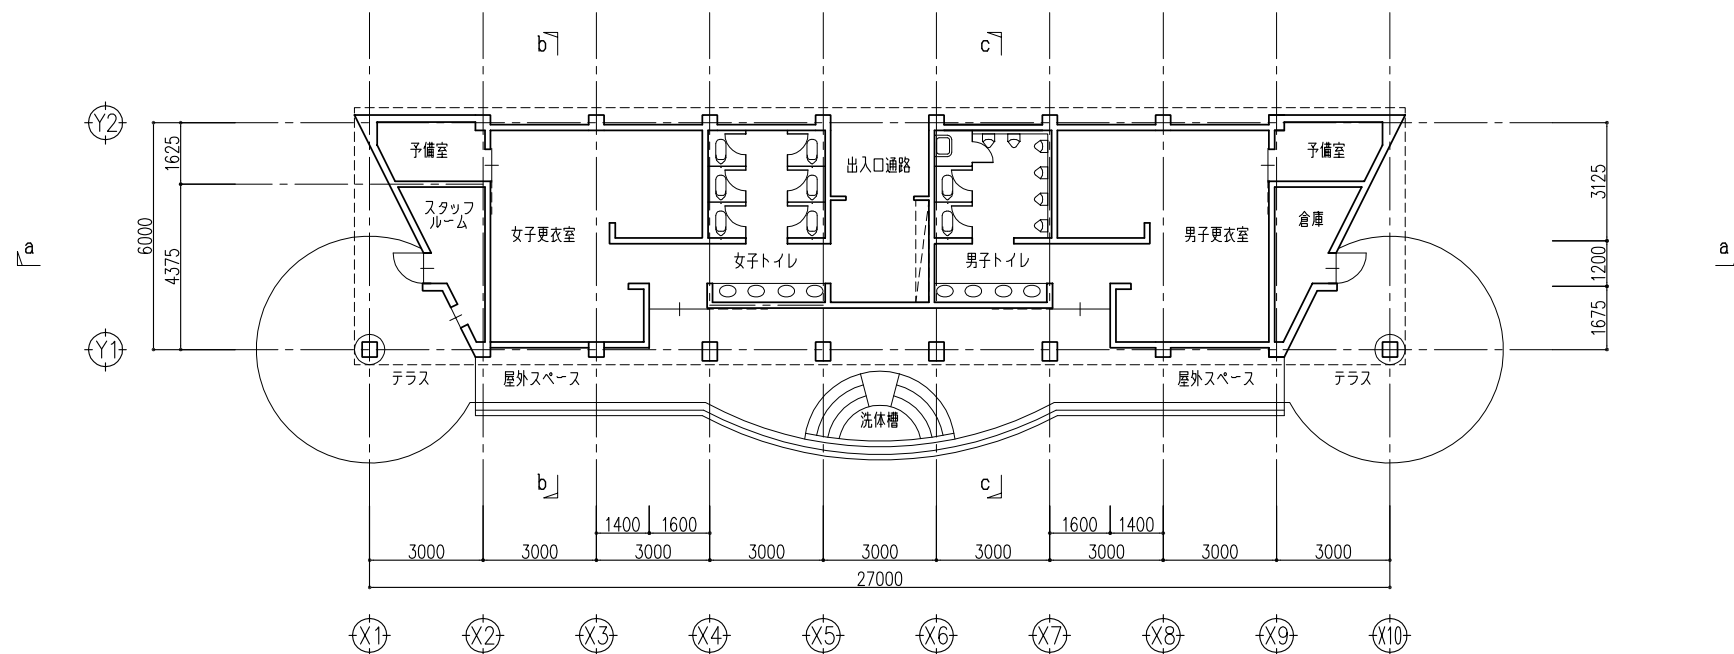 b
c
Y2
予備室
出入口通路
予備室
1625
3125
スタッフ
ルーム
女子更衣室
男子更衣室
倉庫
a
6000
4375
女子トイレ
男子トイレ
1200
a
1675
Y1
テラス
屋外スペース
屋外スペース
テラス
洗体槽
b
c
1400
1600
1600
1400
3000
3000
3000
3000
3000
3000
3000
3000
3000
27000
X1
X2
X3
X4
X5
X6
X7
X8
X9
X10